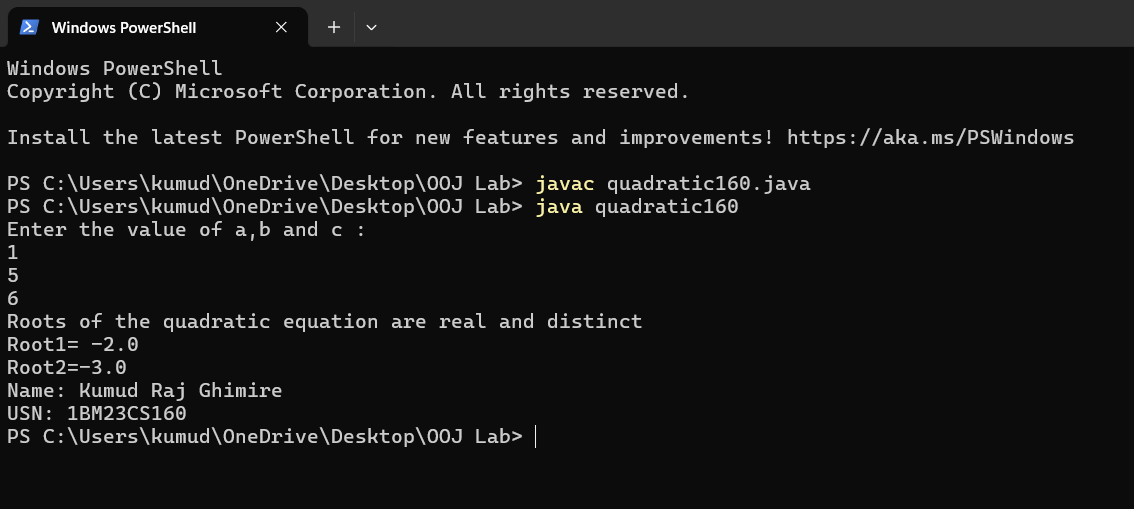 Windows PowerShell
Windows PowerShell
Copyright (C) Microsoft Corporation. All rights reserved.
Install the latest PowerShell for new features and improvements! https://aka.ms/PSWindows
PS C:\Users\kumud\OneDrive\Desktop\OOJ Lab> javac quadratic160.java
PS C:\Users\kumud\OneDrive\Desktop\OOJ Lab> java quadratic160
Enter the value of a,b and c :
1
5
6
Roots of the quadratic equation are real and distinct
Root1= -2.0
Root2=-3.0
Name: Kumud Raj Ghimire
USN: 1BM23CS160
PS C:\Users\kumud\OneDrive\Desktop\OOJ Lab>